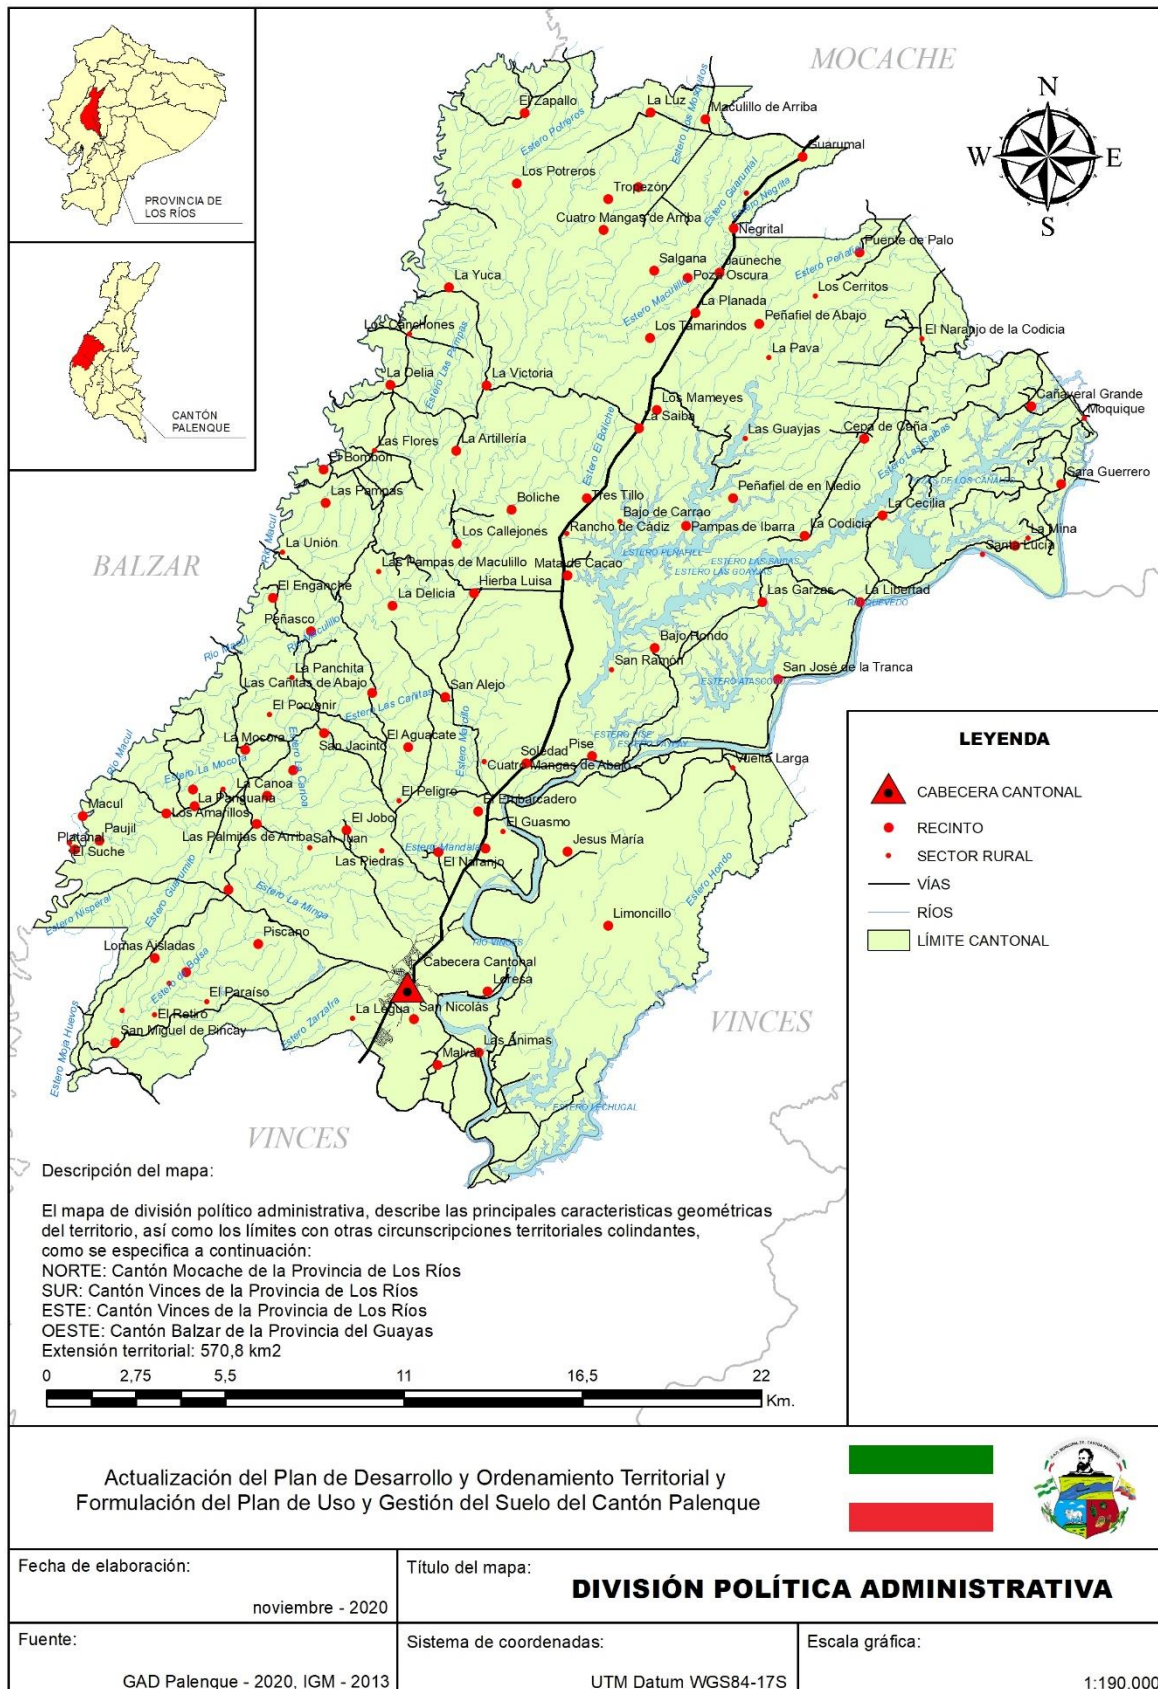 MOCACHE
N
W
E
S
PROVINCIA DE
LOS RÍOS
CANTÓN
PALENQUE
El Zapallo
La Luz
Maculillo de Arriba
Estero Potreros
Estero Los Mosquitos
Guarumal
Los Potreros
Tropezón
Estero Guarumal
Estero Negrita
Cuatro Mangas de Arriba
Negrital
Puente de Palo
Salgana
Jauneche
Estero Peñafiel
La Yuca
Poza Oscura
Los Cerritos
Estero Maculillo
La Planada
Peñafiel de Abajo
Los Canchones
Los Tamarindos
El Naranjo de la Codicia
Estero Las Pampas
La Pava
La Delia
La Victoria
Cañaveral Grande
Los Mameyes
Moquique
La Saiba
Las Guayjas
Cepa de Caña
Las Flores
La Artillería
Estero El Boliche
Estero Las Saibas
El Bombón
Sara Guerrero
Las Pampas
Boliche
Tres Tillo
Peñafiel de en Medio
La Cecilia
Bajo de Carrao
Río Macul
Los Callejones
Rancho de Cádiz
Pampas de Ibarra
La Codicia
La Mina
La Unión
Santa Lucía
BALZAR
Las Pampas de Maculillo
Mata de Cacao
ESTERO PEÑAFIEL
ESTERO LAS SAIBAS
ESTERO LAS GOAYJAS
Hierba Luisa
El Enganche
La Delicia
Las Garzas
La Libertad
RÍO QUEVEDO
Peñasco
Río Maculillo
Río Macul
Bajo Hondo
La Panchita
San Ramón
San José de la Tranca
Las Cañitas de Abajo
San Alejo
ESTERO ATASCOSO
El Porvenir
Estero Las Cañitas
La Mocora
San Jacinto
El Aguacate
Estero Mandilo
ESTERO PISE
Río Macul
Soledad
Pise
Cuatro Mangas de Abajo
Vuelta Larga
Estero La Mocora
Estero La Canoa
La Canoa
El Peligro
Macul
La Panguana
El Embarcadero
Los Amarillos
El Guasmo
Paujil
Las Palmitas de Arriba
El Jobo
Platanal
San Juan
Jesus María
El Suche
Las Piedras
Estero Mandala
El Naranjo
Estero Hondo
Estero Guarumito
Estero Nisperal
Estero La Minga
Limoncillo
Lomas Aisladas
Piscano
RÍO VINCES
Cabecera Cantonal
Estero de Bolsa
Loresa
El Paraíso
El Retiro
La Legua
San Nicolás
VINCES
San Miguel de Pincay
Estero Zarzafra
Estero Moja Huevos
Las Ánimas
Malva
ESTERO LECHUGAL
VINCES
LEYENDA
CABECERA CANTONAL
RECINTO
SECTOR RURAL
VÍAS
RÍOS
LÍMITE CANTONAL
Descripción del mapa:
El mapa de división político administrativa, describe las principales caracteristicas geométricas
del territorio, así como los límites con otras circunscripciones territoriales colindantes,
como se especifica a continuación:
NORTE: Cantón Mocache de la Provincia de Los Ríos
SUR: Cantón Vinces de la Provincia de Los Ríos
ESTE: Cantón Vinces de la Provincia de Los Ríos
OESTE: Cantón Balzar de la Provincia del Guayas
Extensión territorial: 570,8 km2
0 2,75 5,5 11 16,5 22
Km.
Actualización del Plan de Desarrollo y Ordenamiento Territorial y
Formulación del Plan de Uso y Gestión del Suelo del Cantón Palenque
Fecha de elaboración:
noviembre - 2020
Título del mapa:
DIVISIÓN POLÍTICA ADMINISTRATIVA
Fuente:
GAD Palenque - 2020, IGM - 2013
Sistema de coordenadas:
UTM Datum WGS84-17S
Escala gráfica:
1:190.000